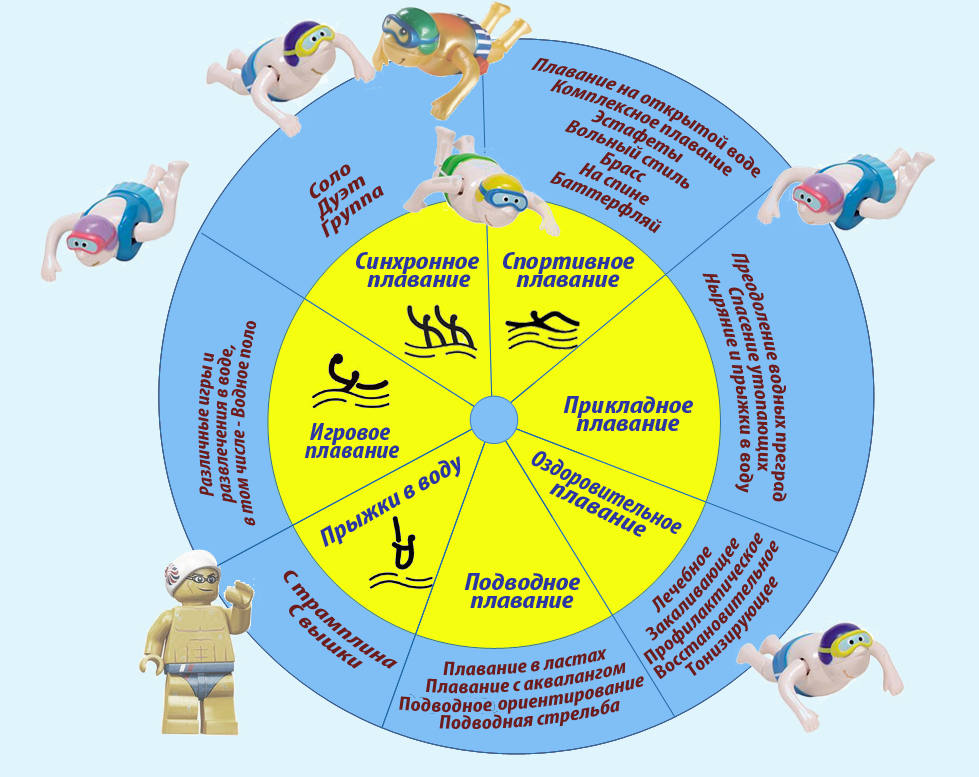 Соло
Дуэт
Группа
Синхронное
плавание
Плавание на открытой воде
Комплексное плавание
Эстафеты
Вольный стиль
Брасс
На спине
Баттерфляй
Спортивное
плавание
Преодоление водных преград
Спасение утопающих
Ныряние и прыжки в воду
Прикладное
плавание
Оздоровительное
плавание
Лечебное
Закаливающее
Профилактическое
Восстановительное
Тонизирующее
Подводное
плавание
Плавание в ластах
Плавание с аквалангом
Подводное ориентирование
Подводная стрельба
Прыжки в воду
С трамплина
С вышки
Игровое
плавание
Различные игры и
развлечения в воде,
в том числе - Водное поло